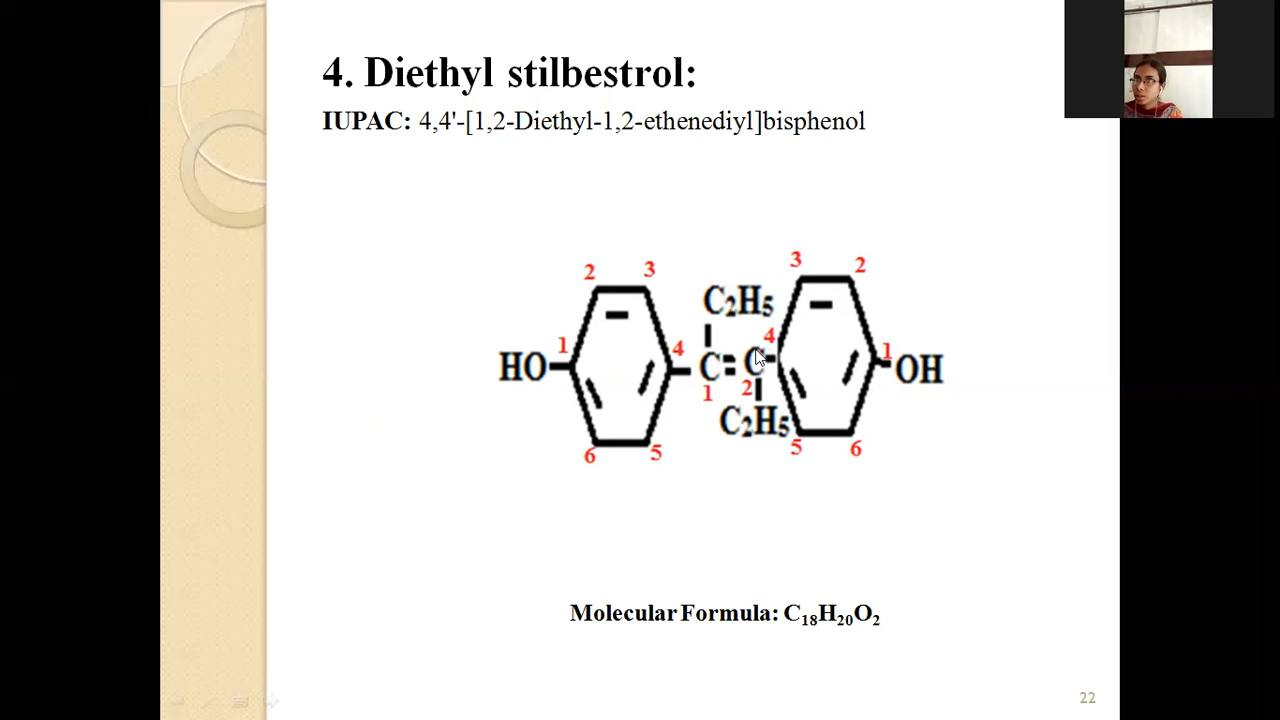 4. Diethyl stilbestrol:
IUPAC: 4,4'-[1,2-Diethyl-1,2-ethenediyl]bisphenol
3 2
2 3
C₂H₅
4
1 4 1
HO C C OH
1 2
C₂H₅
5 6
6 5
Molecular Formula: C₁₈H₂₀O₂
22